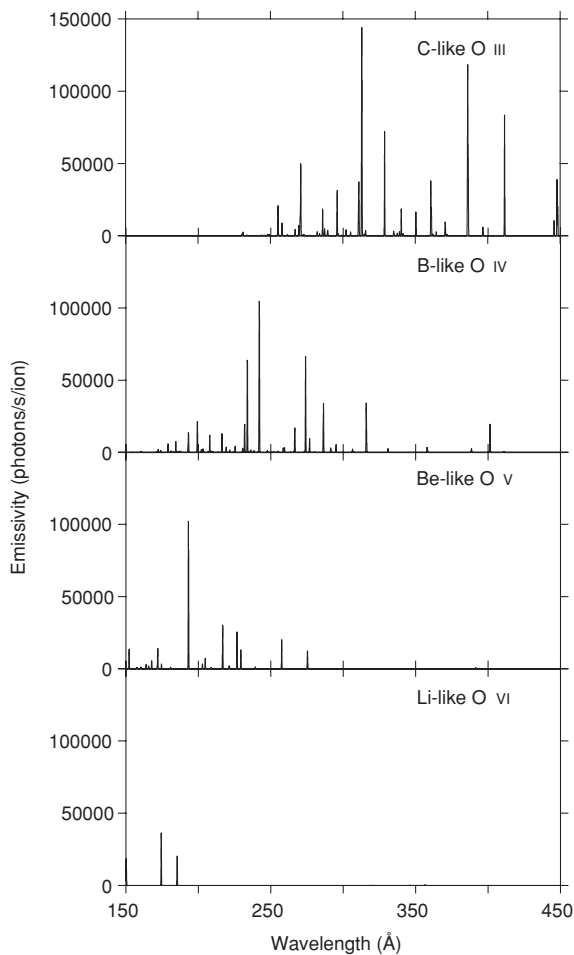 150000
C-like O III
100000
50000
0
B-like O IV
100000
50000
0
Be-like O V
100000
50000
0
Li-like O VI
100000
50000
0
150
250
350
450
Wavelength (Å)
Emissivity (photons/s/ion)